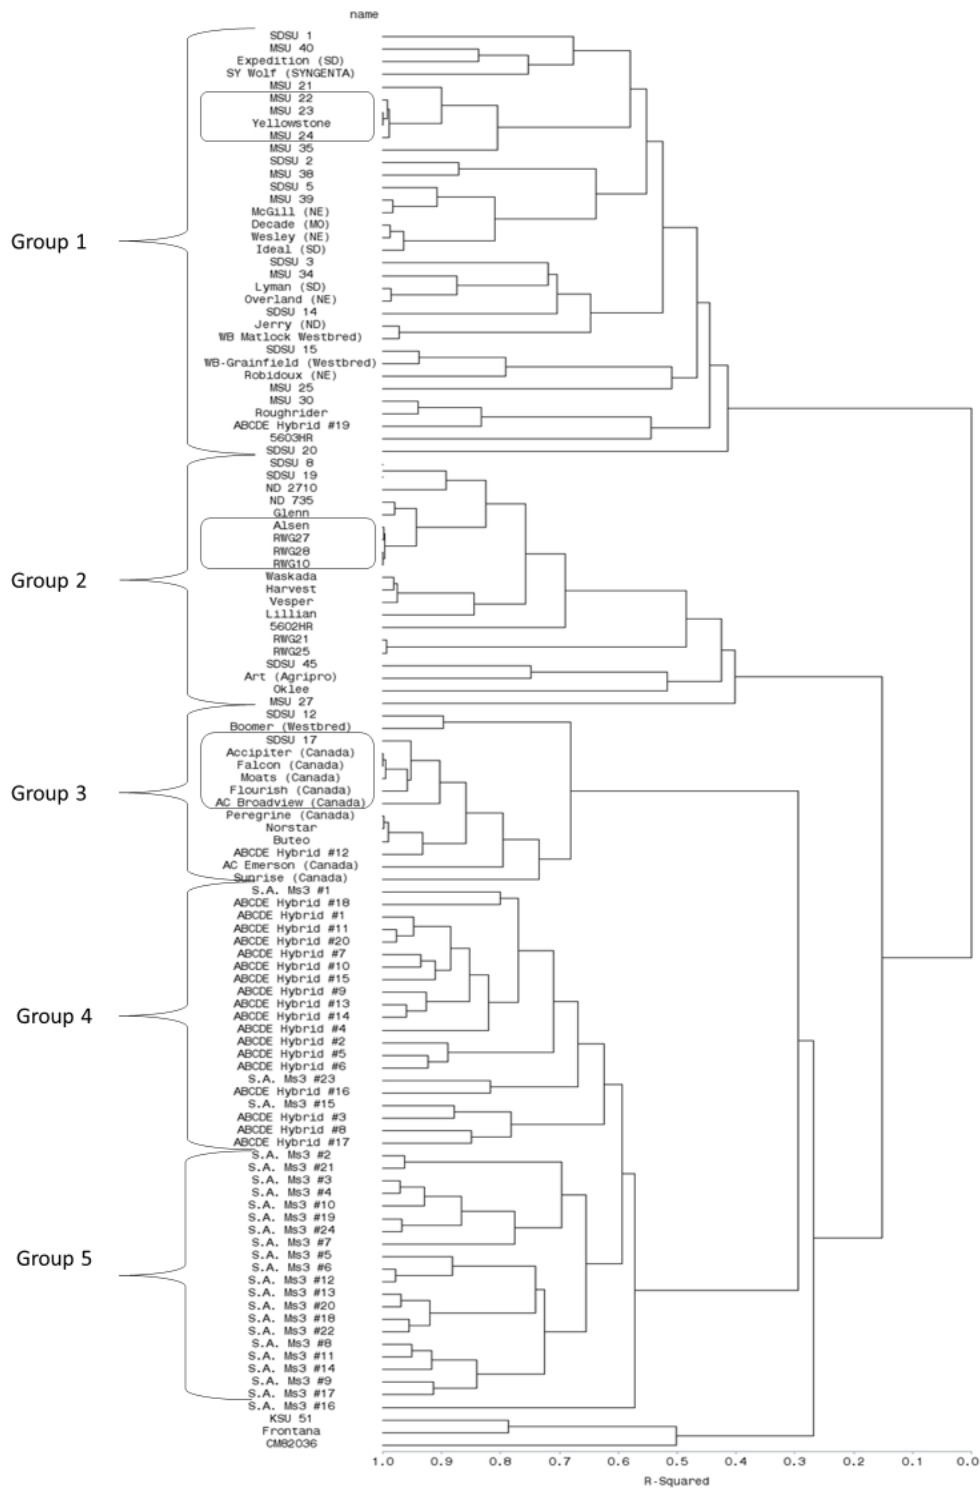 name
SDSU 1
MSU 40
Expedition (SD)
SY Wolf (SYNGENTA)
MSU 21
MSU 22
MSU 23
Yellowstone
MSU 24
MSU 35
SDSU 2
MSU 38
SDSU 5
MSU 39
McGill (NE)
Decade (MO)
Group 1
Wesley (NE)
Ideal (SD)
SDSU 3
MSU 34
Lyman (SD)
Overland (NE)
SDSU 14
Jerry (ND)
WB Matlock Westbred)
SDSU 15
WB-Grainfield (Westbred)
Robidoux (NE)
MSU 25
MSU 30
Roughrider
ABCDE Hybrid #19
5603HR
SDSU 20
SDSU 8
SDSU 19
ND 2710
ND 735
Glenn
Alsen
RWG27
RWG28
RWG10
Group 2
Waskada
Harvest
Vesper
Lillian
5602HR
RWG21
RWG25
SDSU 45
Art (Agripro)
Oklee
MSU 27
SDSU 12
Boomer (Westbred)
SDSU 17
Accipiter (Canada)
Falcon (Canada)
Moats (Canada)
Group 3
Flourish (Canada)
AC Broadview (Canada)
Peregrine (Canada)
Norstar
Buteo
ABCDE Hybrid #12
AC Emerson (Canada)
Sunrise (Canada)
S.A. Ms3 #1
ABCDE Hybrid #18
ABCDE Hybrid #1
ABCDE Hybrid #11
ABCDE Hybrid #20
ABCDE Hybrid #7
ABCDE Hybrid #10
ABCDE Hybrid #15
ABCDE Hybrid #9
ABCDE Hybrid #13
Group 4
ABCDE Hybrid #14
ABCDE Hybrid #4
ABCDE Hybrid #2
ABCDE Hybrid #5
ABCDE Hybrid #6
S.A. Ms3 #23
ABCDE Hybrid #16
S.A. Ms3 #15
ABCDE Hybrid #3
ABCDE Hybrid #8
ABCDE Hybrid #17
S.A. Ms3 #2
S.A. Ms3 #21
S.A. Ms3 #3
S.A. Ms3 #4
S.A. Ms3 #10
S.A. Ms3 #19
S.A. Ms3 #24
S.A. Ms3 #7
Group 5
S.A. Ms3 #5
S.A. Ms3 #6
S.A. Ms3 #12
S.A. Ms3 #13
S.A. Ms3 #20
S.A. Ms3 #18
S.A. Ms3 #22
S.A. Ms3 #8
S.A. Ms3 #11
S.A. Ms3 #14
S.A. Ms3 #9
S.A. Ms3 #17
S.A. Ms3 #16
KSU 51
Frontana
CM82036
1.0 0.9 0.8 0.7 0.6 0.5 0.4 0.3 0.2 0.1 0.0
R-Squared